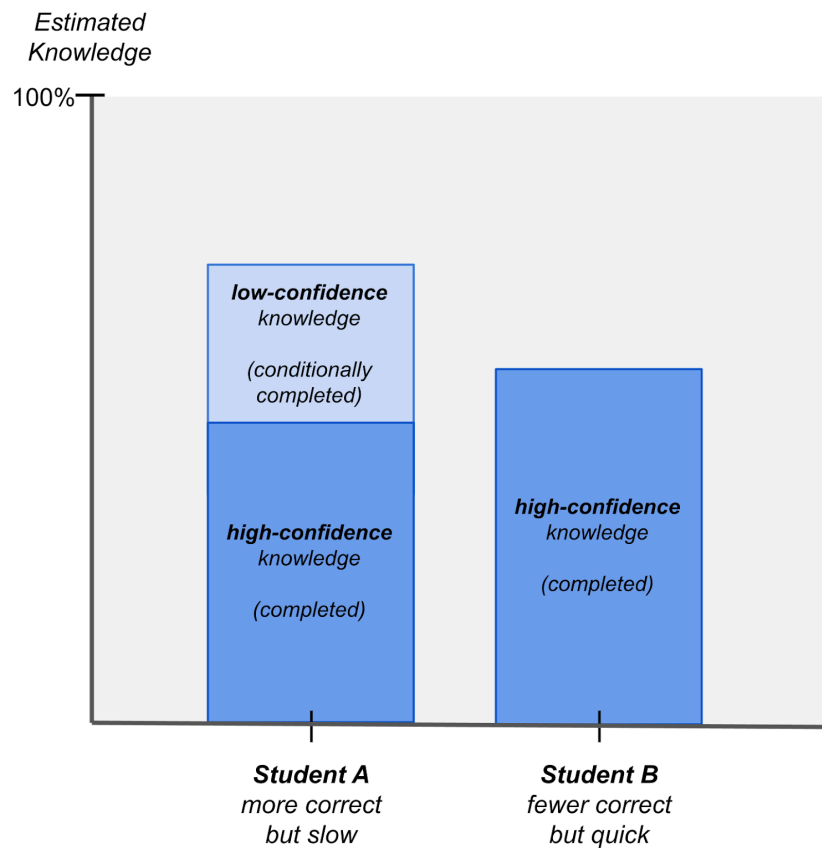 Estimated
Knowledge
100%
low-confidence
knowledge
(conditionally
completed)
high-confidence
knowledge
(completed)
high-confidence
knowledge
(completed)
Student A
more correct
but slow
Student B
fewer correct
but quick